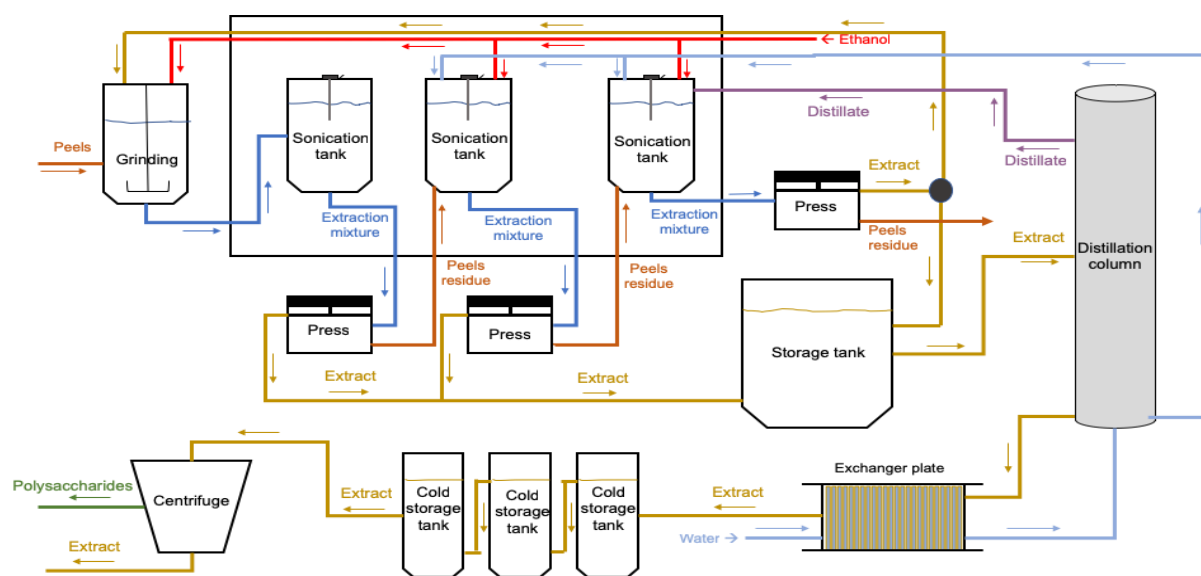 ← Ethanol
Distillate
Distillate
Peels
Grinding
Sonication
tank
Sonication
tank
Sonication
tank
Extraction
mixture
Extraction
mixture
Extraction
mixture
Extract
Press
Peels
residue
Peels
residue
Peels
residue
Extract
Distillation
column
Press
Press
Storage tank
Extract
Extract
Exchanger plate
Polysaccharides
Centrifuge
Extract
Cold
storage
tank
Cold
storage
tank
Cold
storage
tank
Extract
Water →
Extract